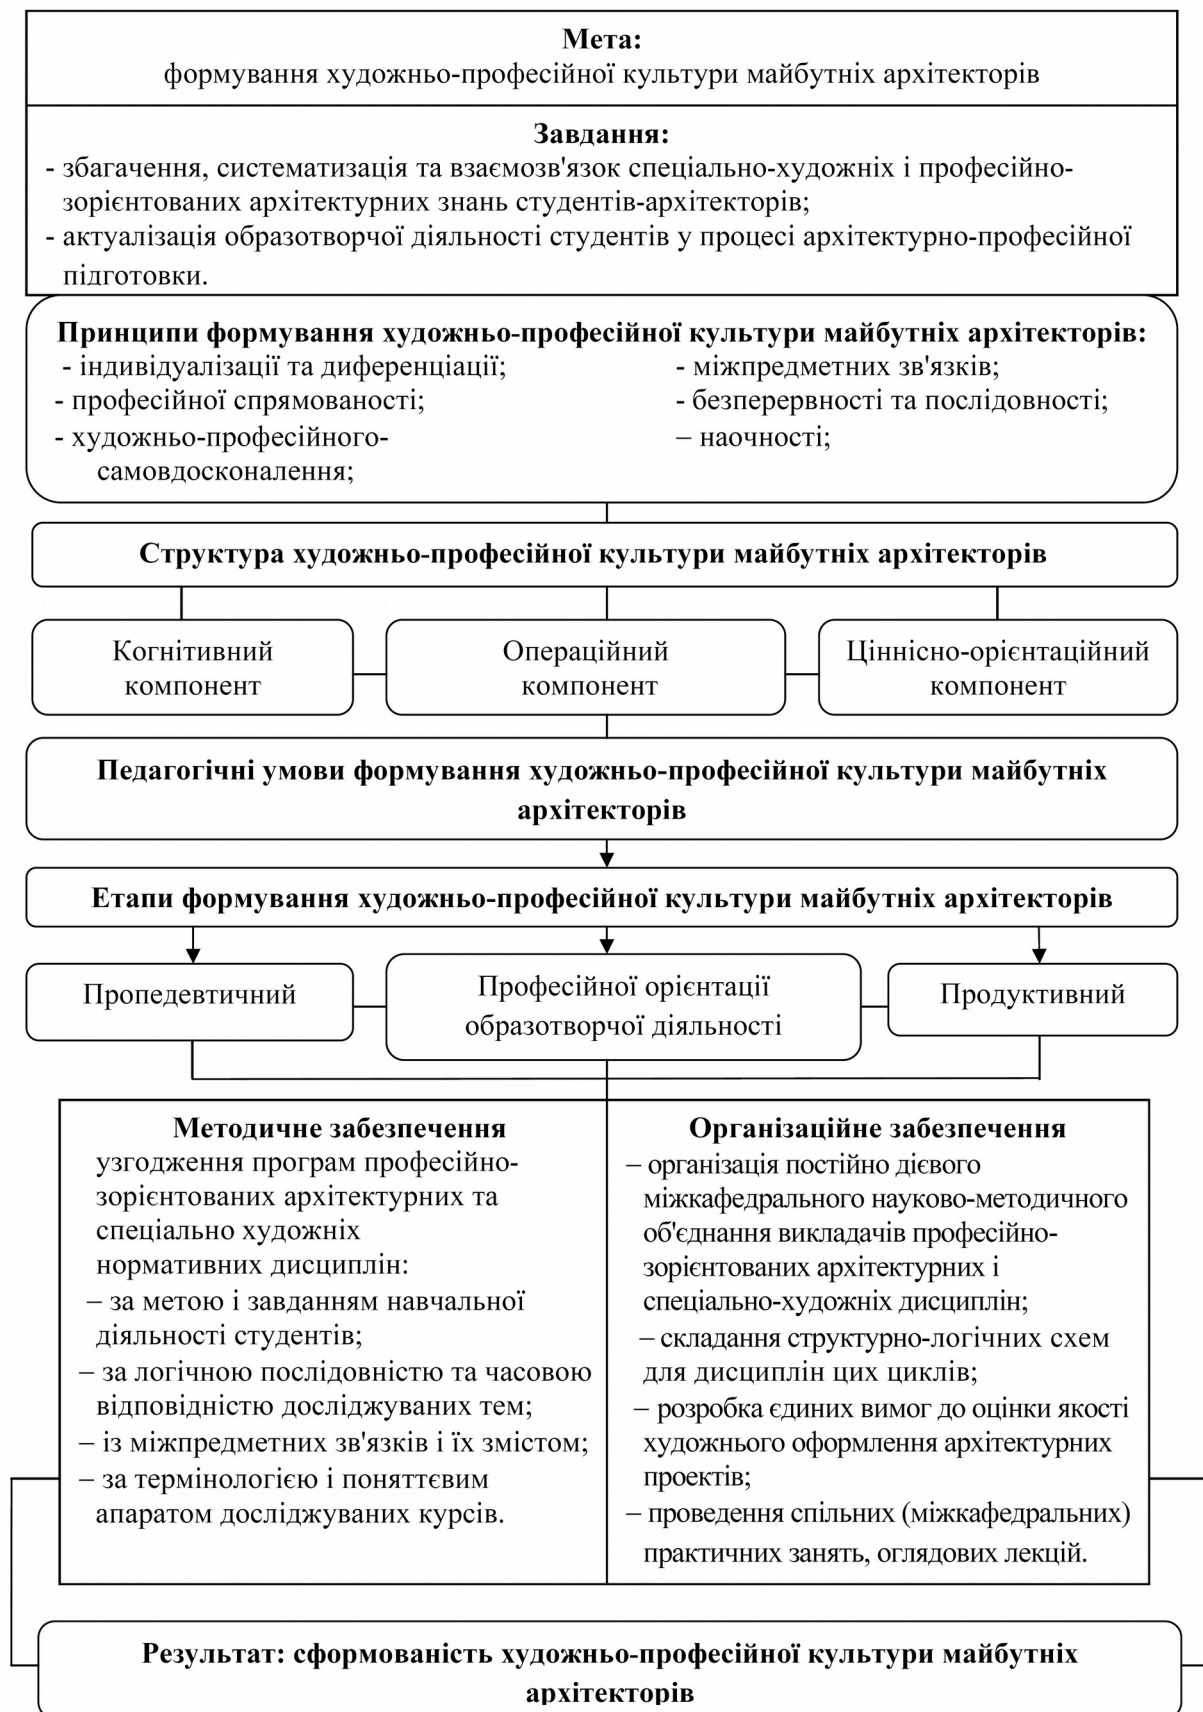 Мета:
формування художньо-професійної культури майбутніх архітекторів
Завдання:
- збагачення, систематизація та взаємозв'язок спеціально-художніх і професійно-
зорієнтованих архітектурних знань студентів-архітекторів;
- актуалізація образотворчої діяльності студентів у процесі архітектурно-професійної
підготовки.
Принципи формування художньо-професійної культури майбутніх архітекторів:
- індивідуалізації та диференціації;
- професійної спрямованості;
- художньо-професійного-
самовдосконалення;
- міжпредметних зв'язків;
- безперервності та послідовності;
– наочності;
Структура художньо-професійної культури майбутніх архітекторів
Когнітивний
компонент
Операційний
компонент
Ціннісно-орієнтаційний
компонент
Педагогічні умови формування художньо-професійної культури майбутніх
архітекторів
Етапи формування художньо-професійної культури майбутніх архітекторів
Пропедевтичний
Професійної орієнтації
образотворчої діяльності
Продуктивний
Методичне забезпечення
узгодження програм професійно-
зорієнтованих архітектурних та
спеціально художніх
нормативних дисциплін:
– за метою і завданням навчальної
діяльності студентів;
– за логічною послідовністю та часовою
відповідністю досліджуваних тем;
– із міжпредметних зв'язків і їх змістом;
– за термінологією і поняттєвим
апаратом досліджуваних курсів.
Організаційне забезпечення
– організація постійно дієвого
міжкафедрального науково-методичного
об'єднання викладачів професійно-
зорієнтованих архітектурних і
спеціально-художніх дисциплін;
– складання структурно-логічних схем
для дисциплін цих циклів;
– розробка єдиних вимог до оцінки якості
художнього оформлення архітектурних
проектів;
– проведення спільних (міжкафедральних)
практичних занять, оглядових лекцій.
Результат: сформованість художньо-професійної культури майбутніх
архітекторів